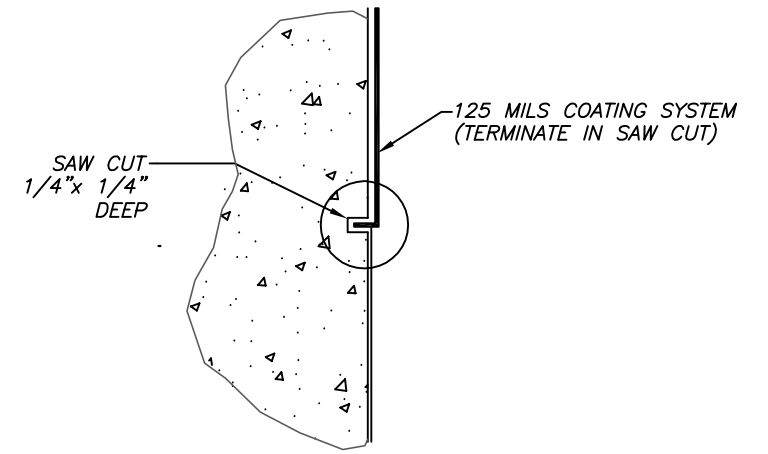 125 MILS COATING SYSTEM
(TERMINATE IN SAW CUT)
SAW CUT
1/4"x 1/4"
DEEP